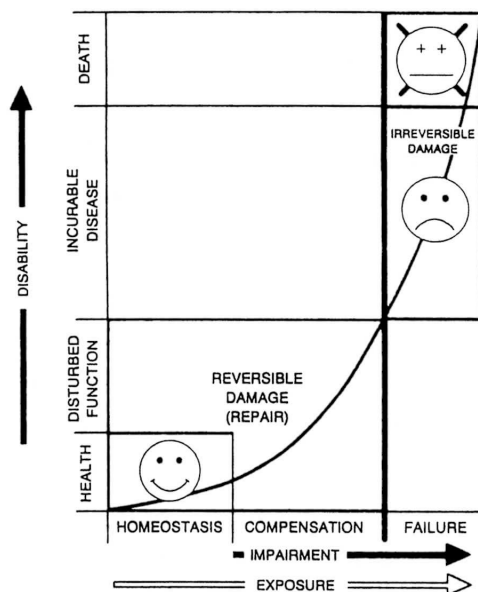 DEATH
IRREVERSIBLE
DAMAGE
INCURABLE
DISEASE
DISABILITY
DISTURBED
FUNCTION
REVERSIBLE
DAMAGE
(REPAIR)
HEALTH
HOMEOSTASIS
COMPENSATION
FAILURE
IMPAIRMENT
EXPOSURE